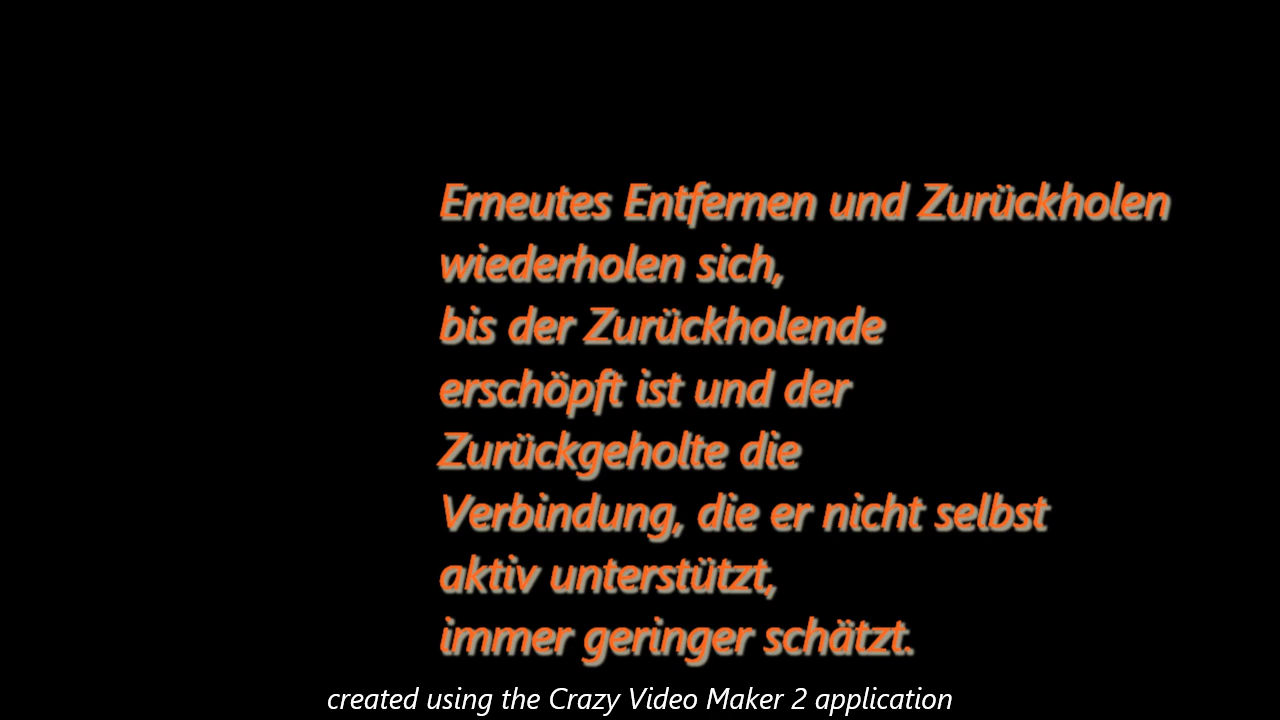 Erneutes Entfernen und Zurückholen
wiederholen sich,
bis der Zurückholende
erschöpft ist und der
Zurückgeholte die
Verbindung, die er nicht selbst
aktiv unterstützt,
immer geringer schätzt.
created using the Crazy Video Maker 2 application